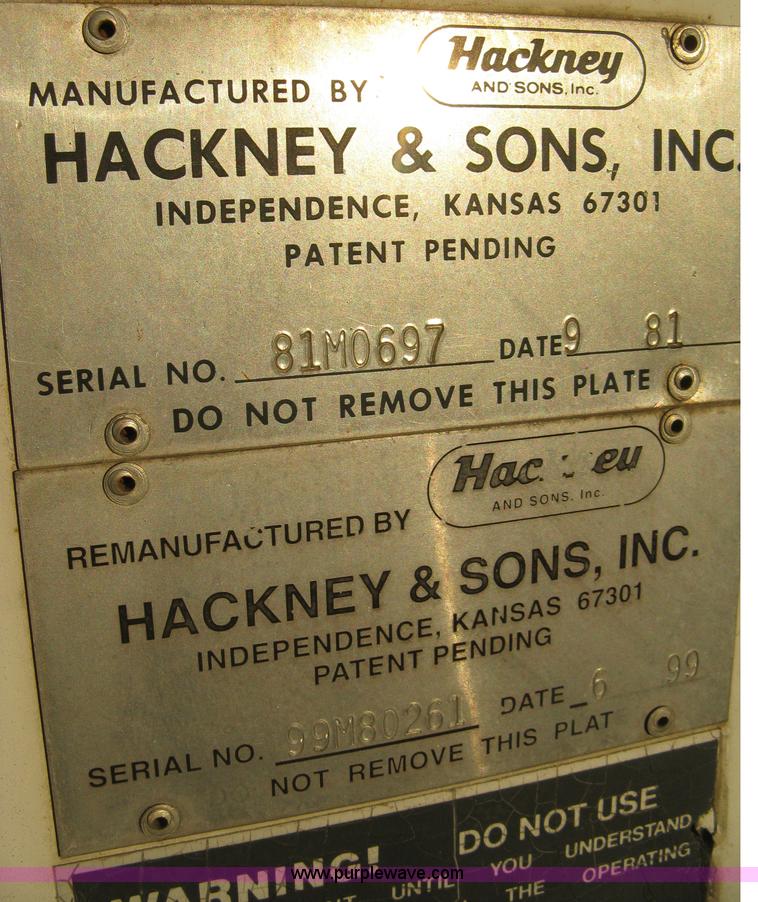 Hackney
AND SONS, Inc.
MANUFACTURED BY
HACKNEY & SONS, INC.
INDEPENDENCE, KANSAS 67301
PATENT PENDING
SERIAL NO. 81M0697 DATE 9 81
DO NOT REMOVE THIS PLATE
Hac ey
AND SONS, Inc.
REMANUFACTURED BY
HACKNEY & SONS, INC.
INDEPENDENCE, KANSAS 67301
PATENT PENDING
SERIAL NO. 99M80261 DATE 6 99
NOT REMOVE THIS PLAT
WARNING! DO NOT USE
UNTIL YOU UNDERSTAND
THE OPERATING
www.purplewave.com